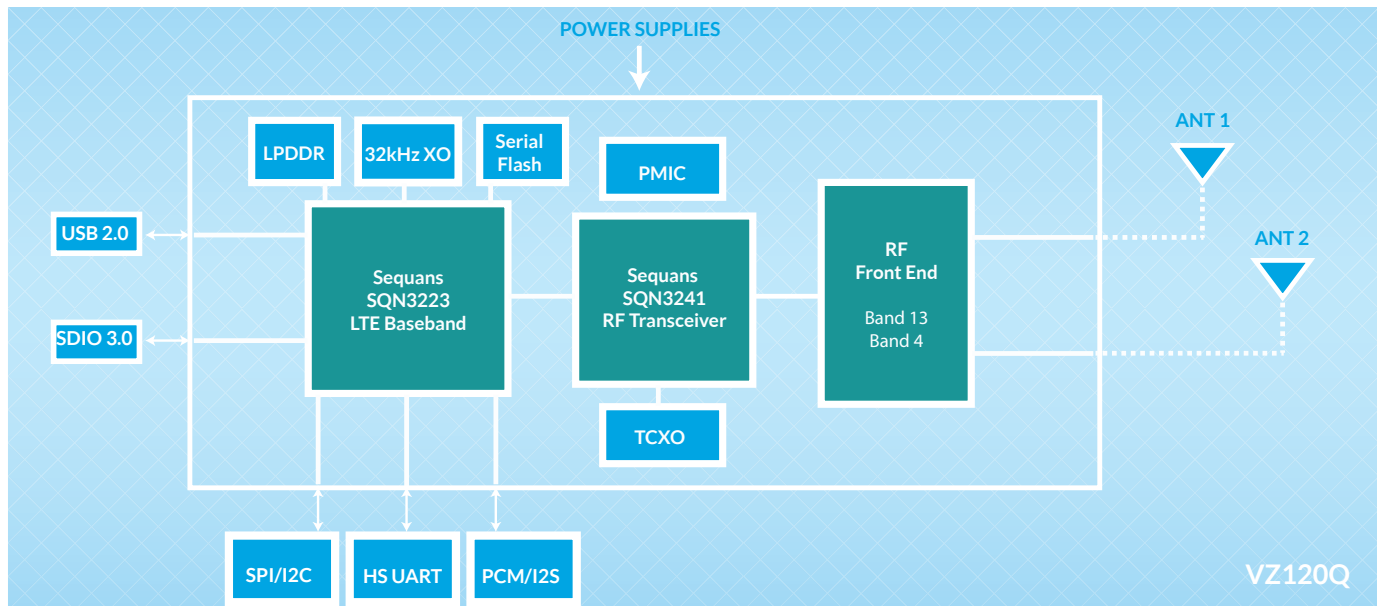 POWER SUPPLIES
ANT 1
LPDDR
32kHz XO
Serial
Flash
PMIC
USB 2.0
ANT 2
Sequans
SQN3223
LTE Baseband
Sequans
SQN3241
RF Transceiver
RF
Front End
Band 13
Band 4
SDIO 3.0
TCXO
SPI/I2C
HS UART
PCM/I2S
VZ120Q